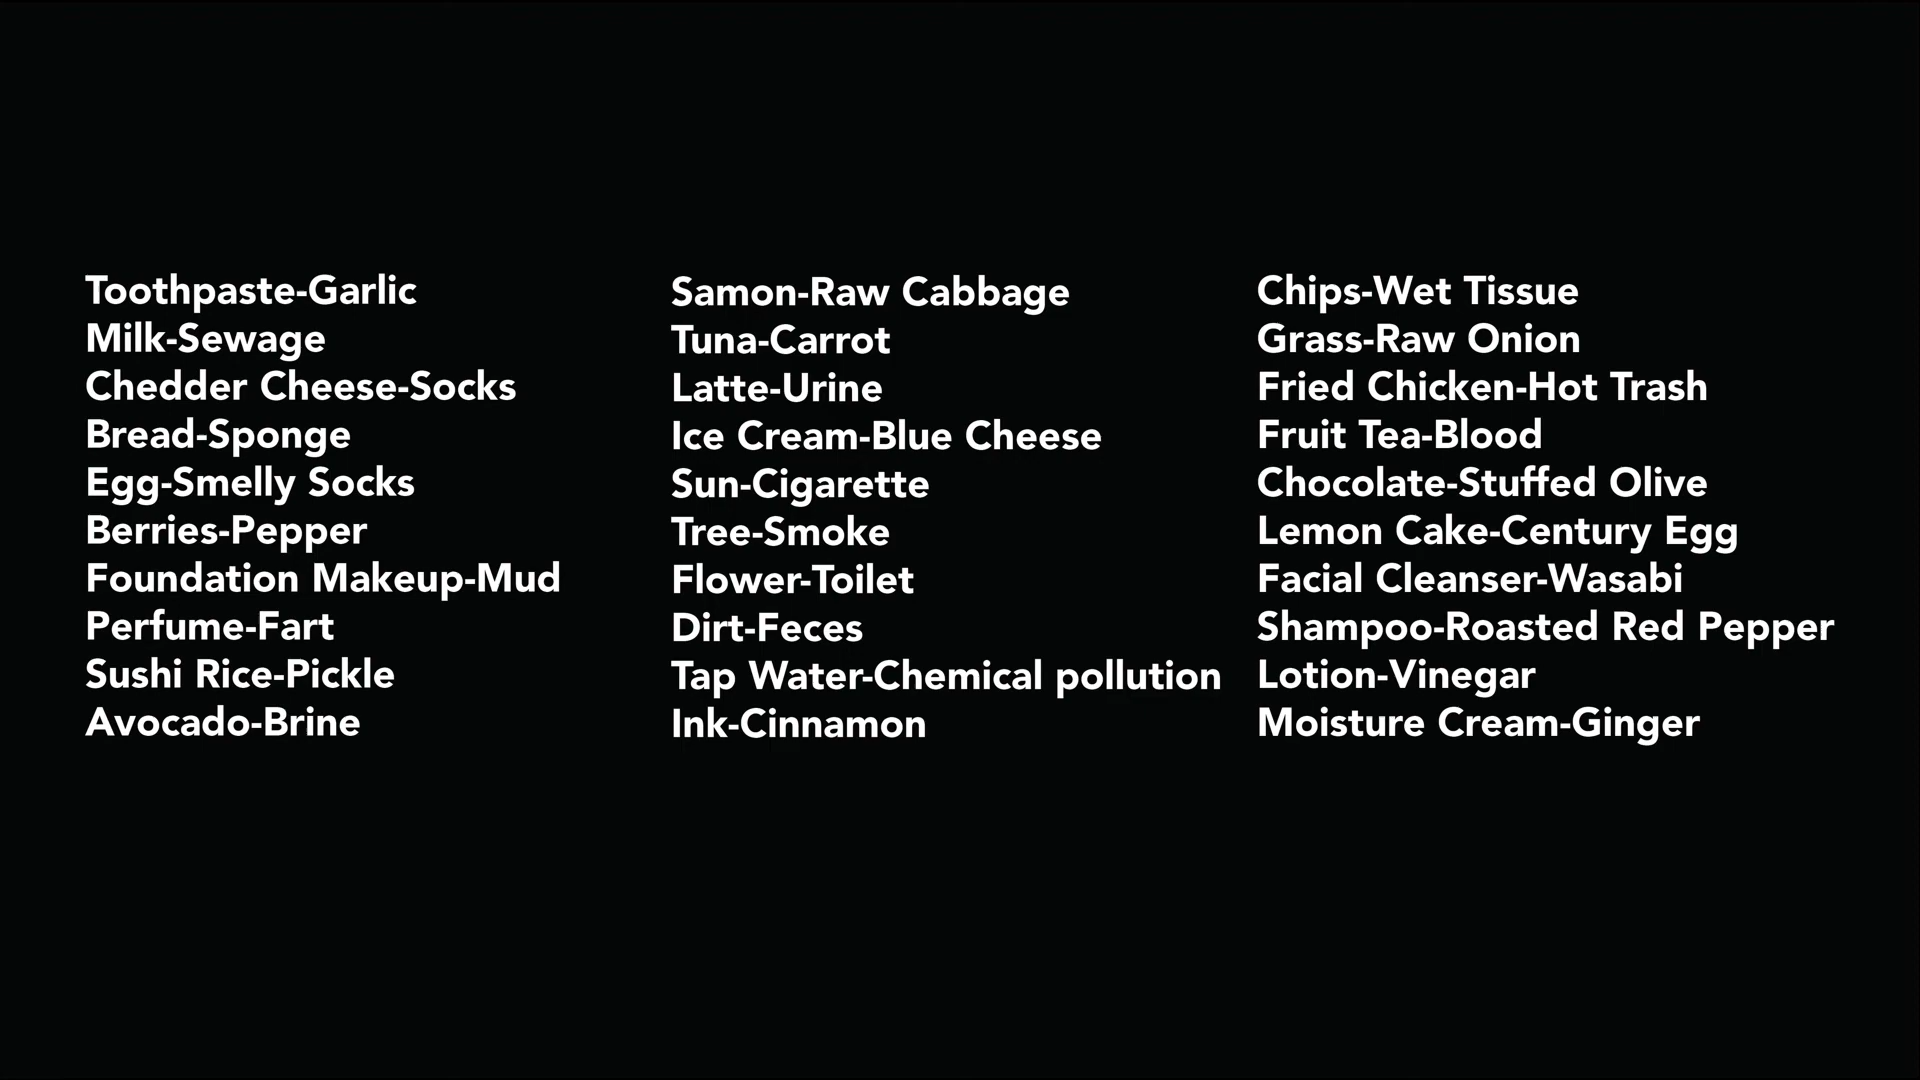 Toothpaste-Garlic
Milk-Sewage
Chedder Cheese-Socks
Bread-Sponge
Egg-Smelly Socks
Berries-Pepper
Foundation Makeup-Mud
Perfume-Fart
Sushi Rice-Pickle
Avocado-Brine
Samon-Raw Cabbage
Tuna-Carrot
Latte-Urine
Ice Cream-Blue Cheese
Sun-Cigarette
Tree-Smoke
Flower-Toilet
Dirt-Feces
Tap Water-Chemical pollution
Ink-Cinnamon
Chips-Wet Tissue
Grass-Raw Onion
Fried Chicken-Hot Trash
Fruit Tea-Blood
Chocolate-Stuffed Olive
Lemon Cake-Century Egg
Facial Cleanser-Wasabi
Shampoo-Roasted Red Pepper
Lotion-Vinegar
Moisture Cream-Ginger